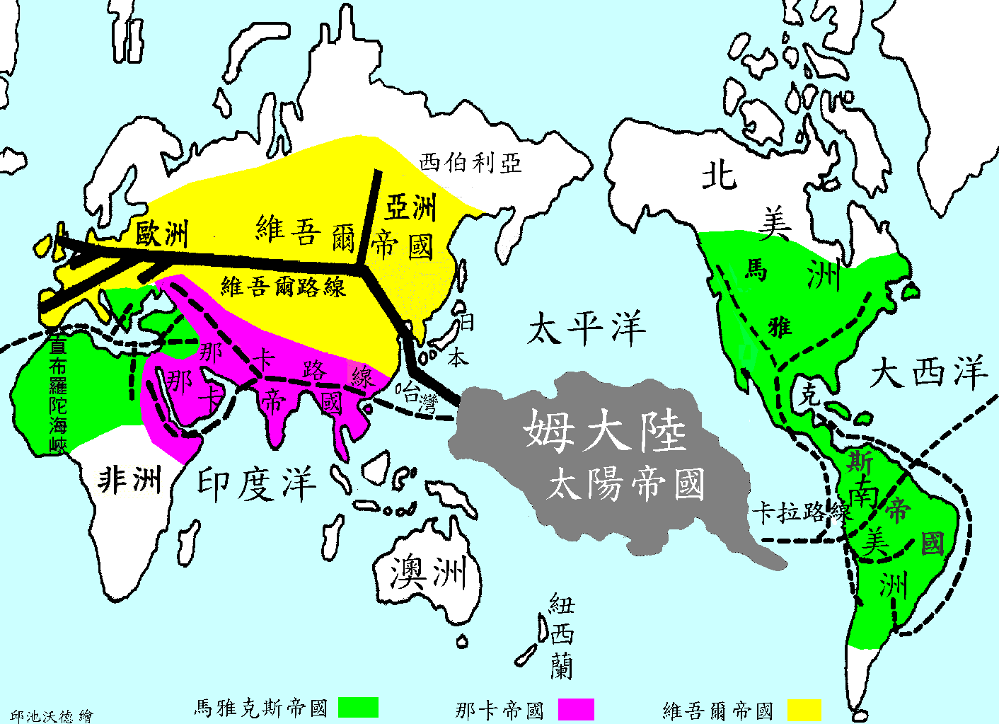 西伯利亞
北
美
洲
亞洲
歐洲
維吾爾帝國
維吾爾路線
馬
雅
克
斯
帝
國
日
本
太平洋
大西洋
直布羅陀海峽
那卡路線
那卡帝國
台灣
姆大陸
太陽帝國
非洲
印度洋
南
美
洲
卡拉路線
澳洲
紐西蘭
馬雅克斯帝國
那卡帝國
維吾爾帝國
邱池沃德繪